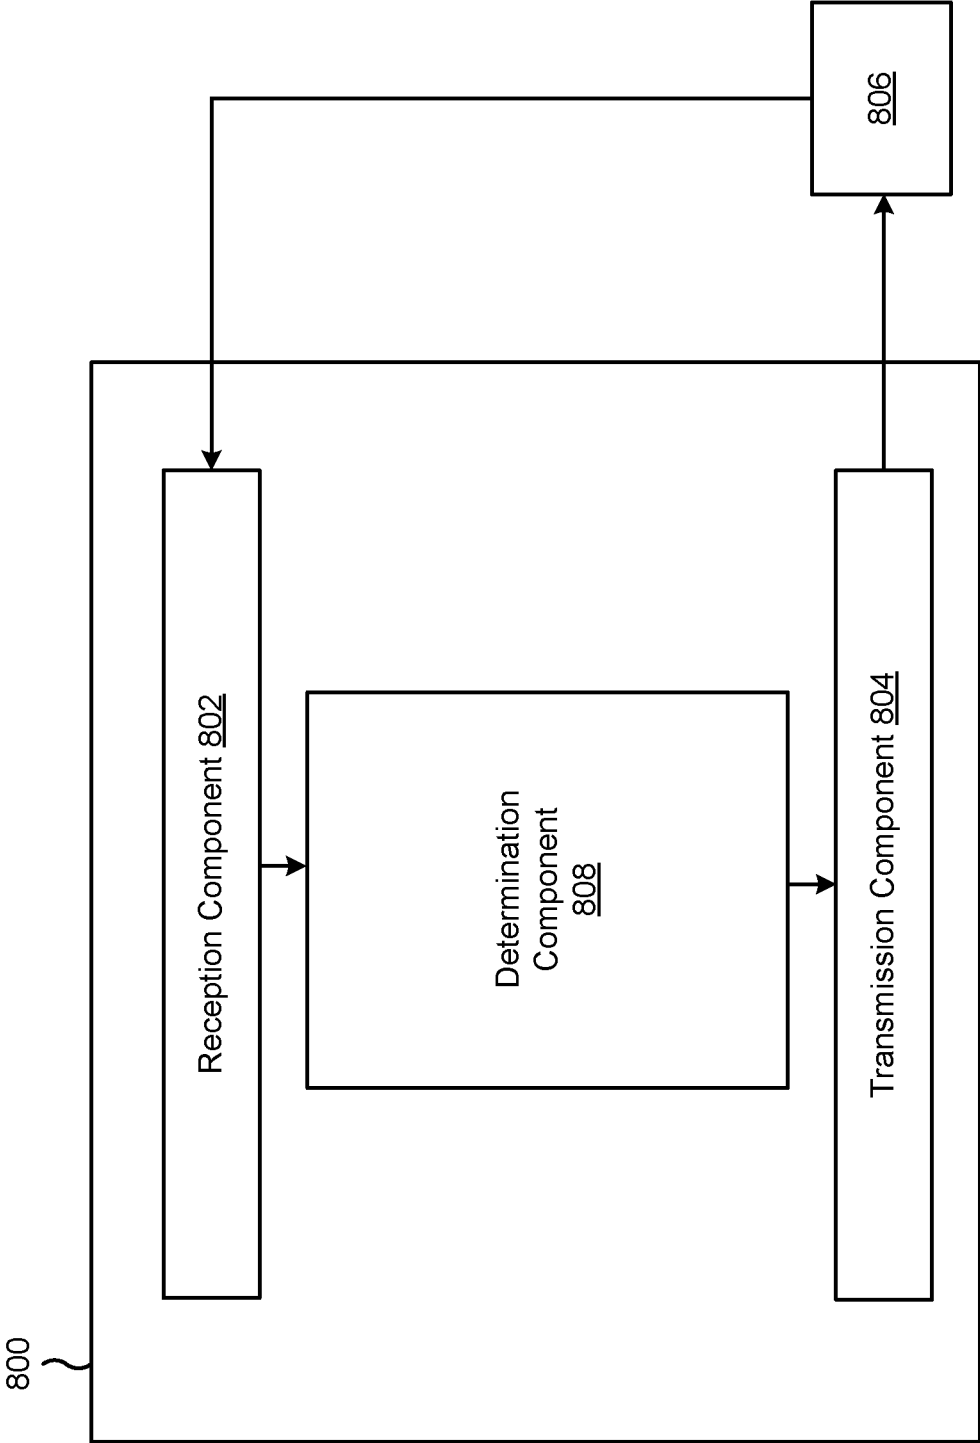 800
Reception Component 802
Determination
Component
808
Transmission Component 804
806